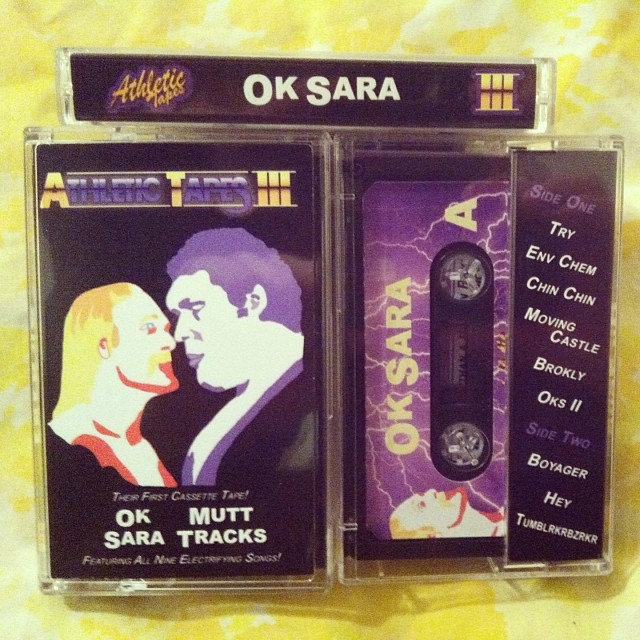 Athletic
Tapes
OK SARA
III
ATHLETIC TAPES III
THEIR FIRST CASSETTE TAPE!
OK MUTT
SARA TRACKS
FEATURING ALL NINE ELECTRIFYING SONGS!
A
OK SARA
SIDE ONE
TRY
ENV CHEM
CHIN CHIN
MOVING
CASTLE
BROKLY
OKS II
SIDE TWO
BOYAGER
HEY
TUMBLRKRBZRKR